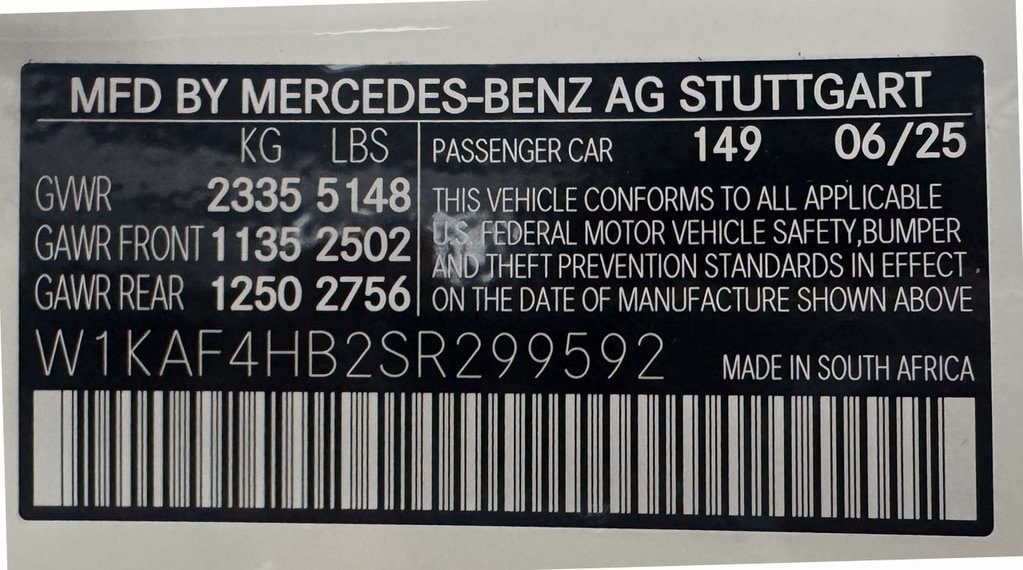 MFD BY MERCEDES-BENZ AG STUTTGART
KG LBS
GVWR 2335 5148
GAWR FRONT 1135 2502
GAWR REAR 1250 2756
PASSENGER CAR 149 06/25
THIS VEHICLE CONFORMS TO ALL APPLICABLE
U.S. FEDERAL MOTOR VEHICLE SAFETY,BUMPER
AND THEFT PREVENTION STANDARDS IN EFFECT
ON THE DATE OF MANUFACTURE SHOWN ABOVE
W1KAF4HB2SR299592
MADE IN SOUTH AFRICA